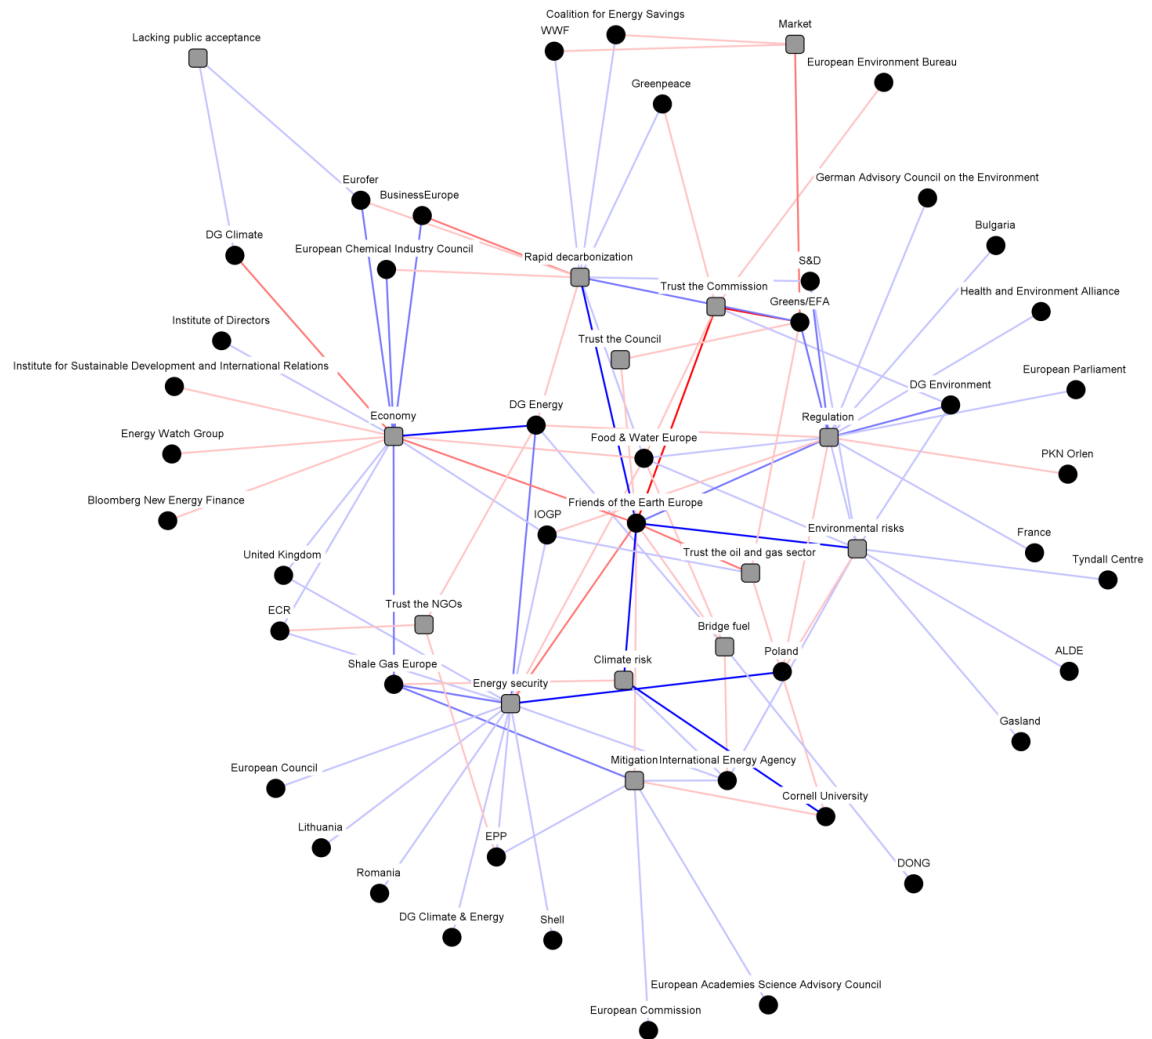 Coalition for Energy Savings
Market
WWF
Lacking public acceptance
European Environment Bureau
Greenpeace
German Advisory Council on the Environment
Eurofer
BusinessEurope
Bulgaria
DG Climate
European Chemical Industry Council
Rapid decarbonization
S&D
Trust the Commission
Health and Environment Alliance
Greens/EFA
Institute of Directors
Trust the Council
Institute for Sustainable Development and International Relations
European Parliament
DG Environment
DG Energy
Economy
Regulation
Energy Watch Group
Food & Water Europe
PKN Orlen
Bloomberg New Energy Finance
Friends of the Earth Europe
IOGP
Environmental risks
France
United Kingdom
Trust the oil and gas sector
Tyndall Centre
ECR
Trust the NGOs
Bridge fuel
Shale Gas Europe
Climate risk
Poland
ALDE
Energy security
Gasland
European Council
Mitigation
International Energy Agency
Cornell University
Lithuania
EPP
DONG
Romania
DG Climate & Energy
Shell
European Academies Science Advisory Council
European Commission